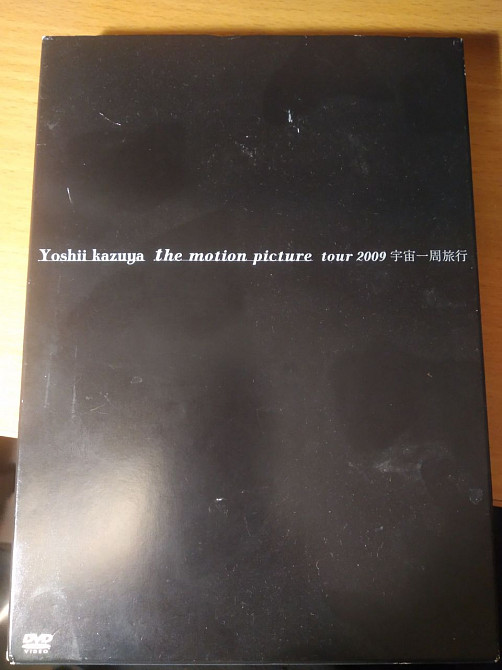 Yoshii kazuya the motion picture tour 2009 宇宙一周旅行
DVD
VIDEO